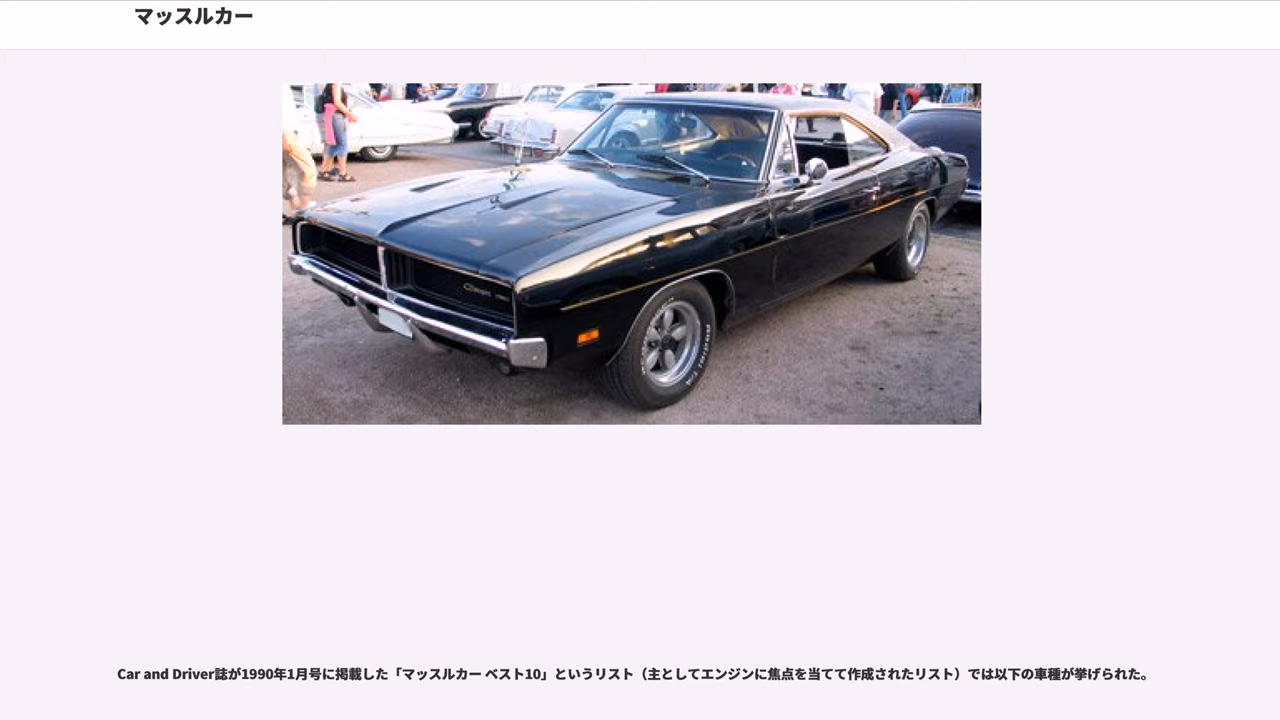 マッスルカー
Charger
Car and Driver誌が1990年1月号に掲載した「マッスルカー ベスト10」というリスト（主としてエンジンに焦点を当てて作成されたリスト）では以下の車種が挙げられた。